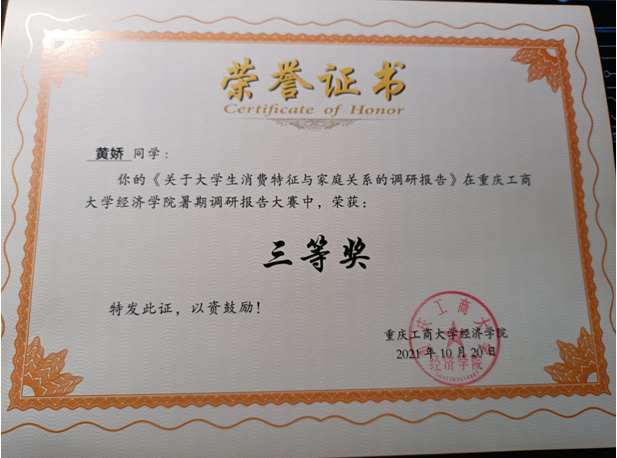 荣誉证书
Certificate of Honor
黄娇 同学：
你的《关于大学生消费特征与家庭关系的调研报告》在重庆工商
大学经济学院暑期调研报告大赛中，荣获：
三等奖
特发此证，以资鼓励！
重庆工商大学经济学院
2021年10月20日
经济学院